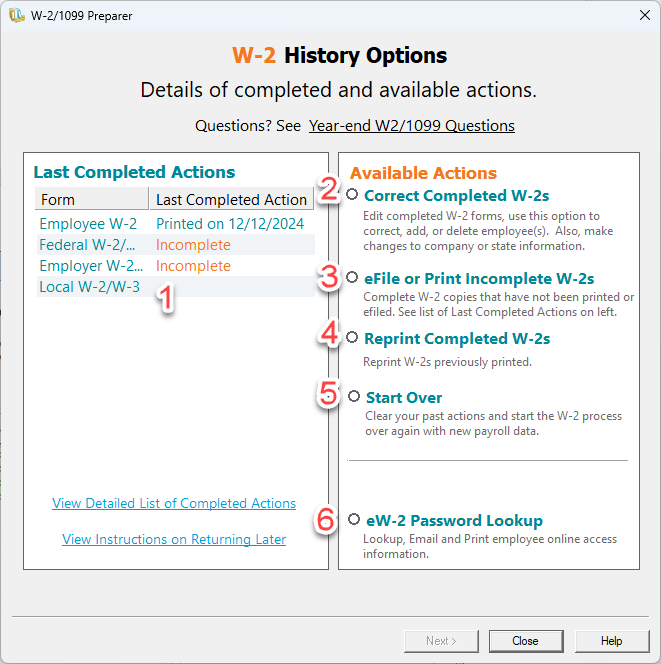 W-2/1099 Preparer
W-2 History Options
Details of completed and available actions.
Questions? See Year-end W2/1099 Questions
Last Completed Actions
Form Last Completed Action
Employee W-2 Printed on 12/12/2024
Federal W-2/... Incomplete
Employer W-2... Incomplete
Local W-2/W-3
1
View Detailed List of Completed Actions
View Instructions on Returning Later
Available Actions
2 Correct Completed W-2s
Edit completed W-2 forms, use this option to
correct, add, or delete employee(s). Also, make
changes to company or state information.
3 eFile or Print Incomplete W-2s
Complete W-2 copies that have not been printed or
efiled. See list of Last Completed Actions on left.
4 Reprint Completed W-2s
Reprint W-2s previously printed.
5 Start Over
Clear your past actions and start the W-2 process
over again with new payroll data.
6 eW-2 Password Lookup
Lookup, Email and Print employee online access
information.
Next > Close Help